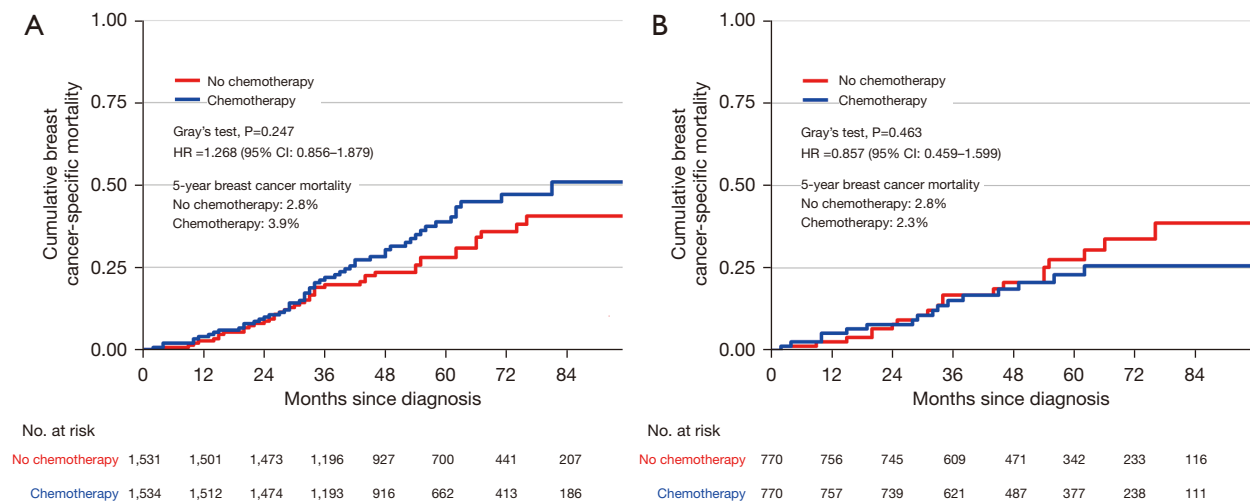 A
Cumulative breast
cancer-specific mortality
1.00
0.75
0.50
0.25
0.00
No chemotherapy
Chemotherapy
Gray's test, P=0.247
HR =1.268 (95% CI: 0.856–1.879)
5-year breast cancer mortality
No chemotherapy: 2.8%
Chemotherapy: 3.9%
0 12 24 36 48 60 72 84
Months since diagnosis
No. at risk
No chemotherapy 1,531 1,501 1,473 1,196 927 700 441 207
Chemotherapy 1,534 1,512 1,474 1,193 916 662 413 186
B
Cumulative breast
cancer-specific mortality
1.00
0.75
0.50
0.25
0.00
No chemotherapy
Chemotherapy
Gray's test, P=0.463
HR =0.857 (95% CI: 0.459–1.599)
5-year breast cancer mortality
No chemotherapy: 2.8%
Chemotherapy: 2.3%
0 12 24 36 48 60 72 84
Months since diagnosis
No. at risk
No chemotherapy 770 756 745 609 471 342 233 116
Chemotherapy 770 757 739 621 487 377 238 111